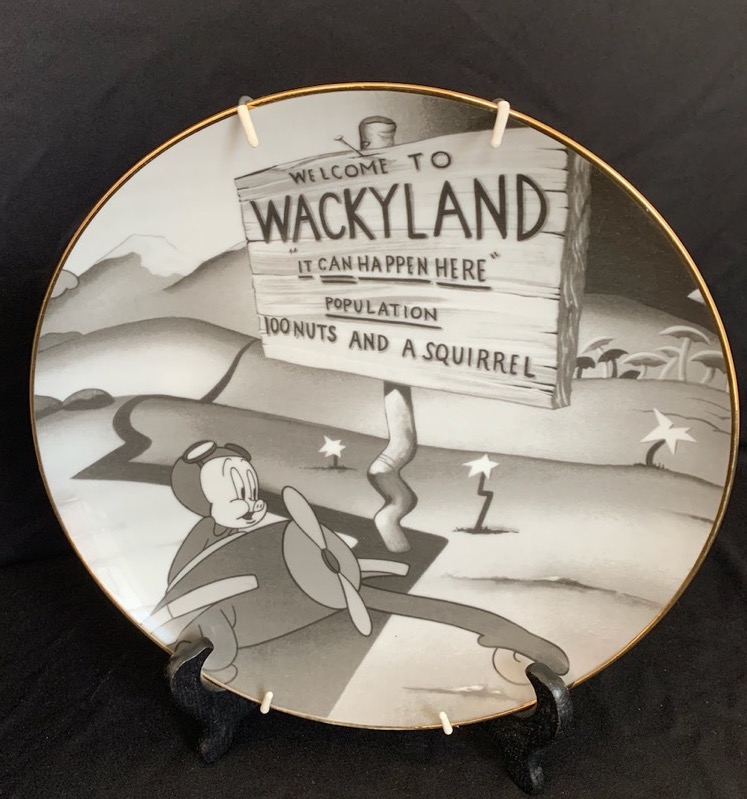 WELCOME TO
WACKYLAND
"IT CAN HAPPEN HERE"
POPULATION
100 NUTS AND A SQUIRREL